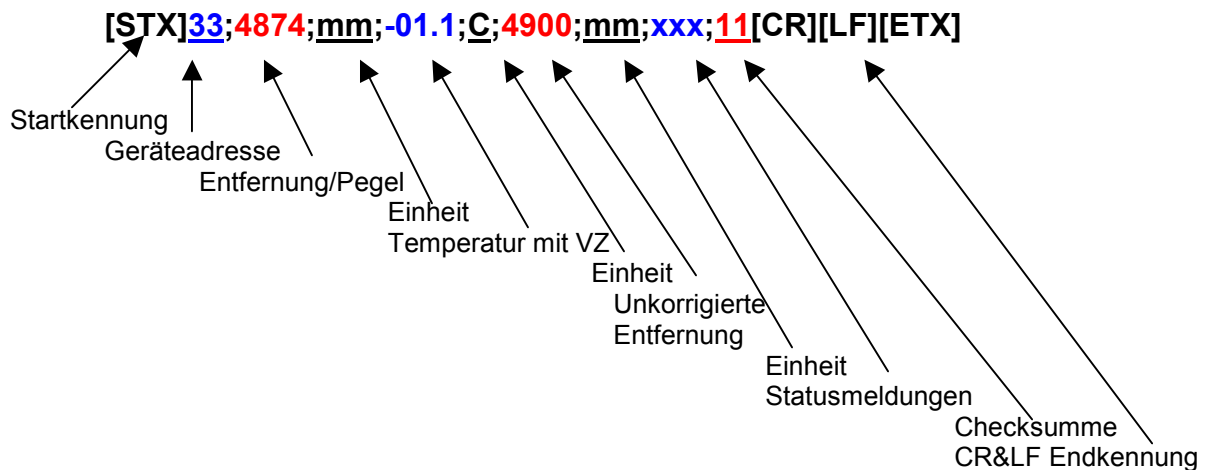 [STX]33;4874;mm;-01.1;C;4900;mm;xxx;11[CR][LF][ETX]
Startkennung
Geräteadresse
Entfernung/Pegel
Einheit
Temperatur mit VZ
Einheit
Unkorrigierte
Entfernung
Einheit
Statusmeldungen
Checksumme
CR&LF Endkennung